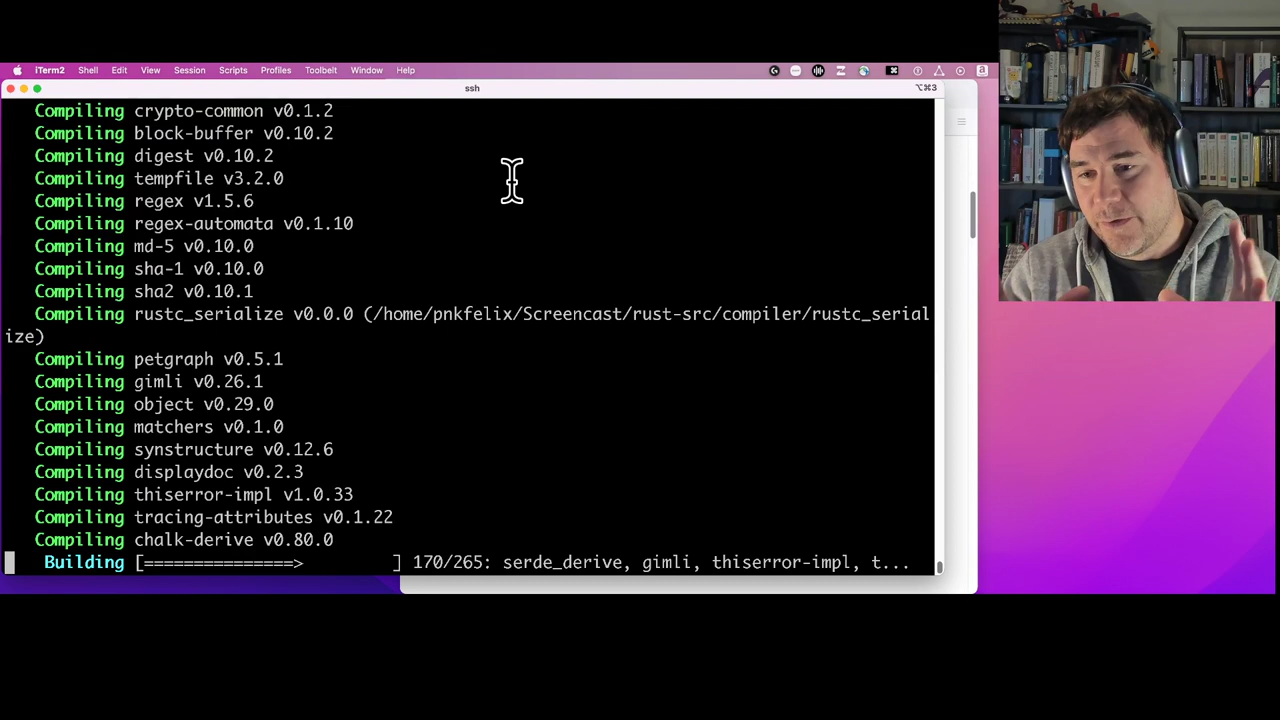 iTerm2 Shell Edit View Session Scripts Profiles Toolbelt Window Help
ssh
⌥⌘3
Compiling crypto-common v0.1.2
Compiling block-buffer v0.10.2
Compiling digest v0.10.2
Compiling tempfile v3.2.0
Compiling regex v1.5.6
Compiling regex-automata v0.1.10
Compiling md-5 v0.10.0
Compiling sha-1 v0.10.0
Compiling sha2 v0.10.1
Compiling rustc_serialize v0.0.0 (/home/pnkfelix/Screencast/rust-src/compiler/rustc_serial
ize)
Compiling petgraph v0.5.1
Compiling gimli v0.26.1
Compiling object v0.29.0
Compiling matchers v0.1.0
Compiling synstructure v0.12.6
Compiling displaydoc v0.2.3
Compiling thiserror-impl v1.0.33
Compiling tracing-attributes v0.1.22
Compiling chalk-derive v0.80.0
Building [===============>          ] 170/265: serde_derive, gimli, thiserror-impl, t...